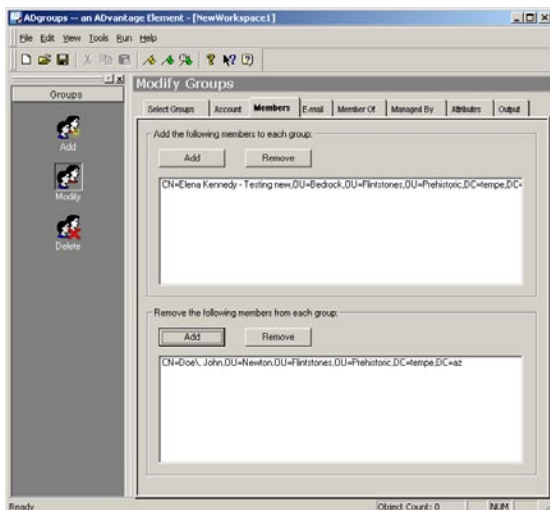 ADgroups -- an ADvantage Element - [NewWorkspace1]
File Edit View Tools Run Help
Groups
Add
Modify
Delete
Modify Groups
Select Groups Account Members E-mail Member Of Managed By Attributes Output
Add the following members to each group:
Add Remove
CN=Elena Kennedy - Testing new,OU=Bedrock,OU=Flintstones,OU=Prehistoric,DC=tempe,DC=
Remove the following members from each group:
Add Remove
CN=Doe\, John,OU=Newton,OU=Flintstones,OU=Prehistoric,DC=tempe,DC=az
Ready Object Count: 0 NUM